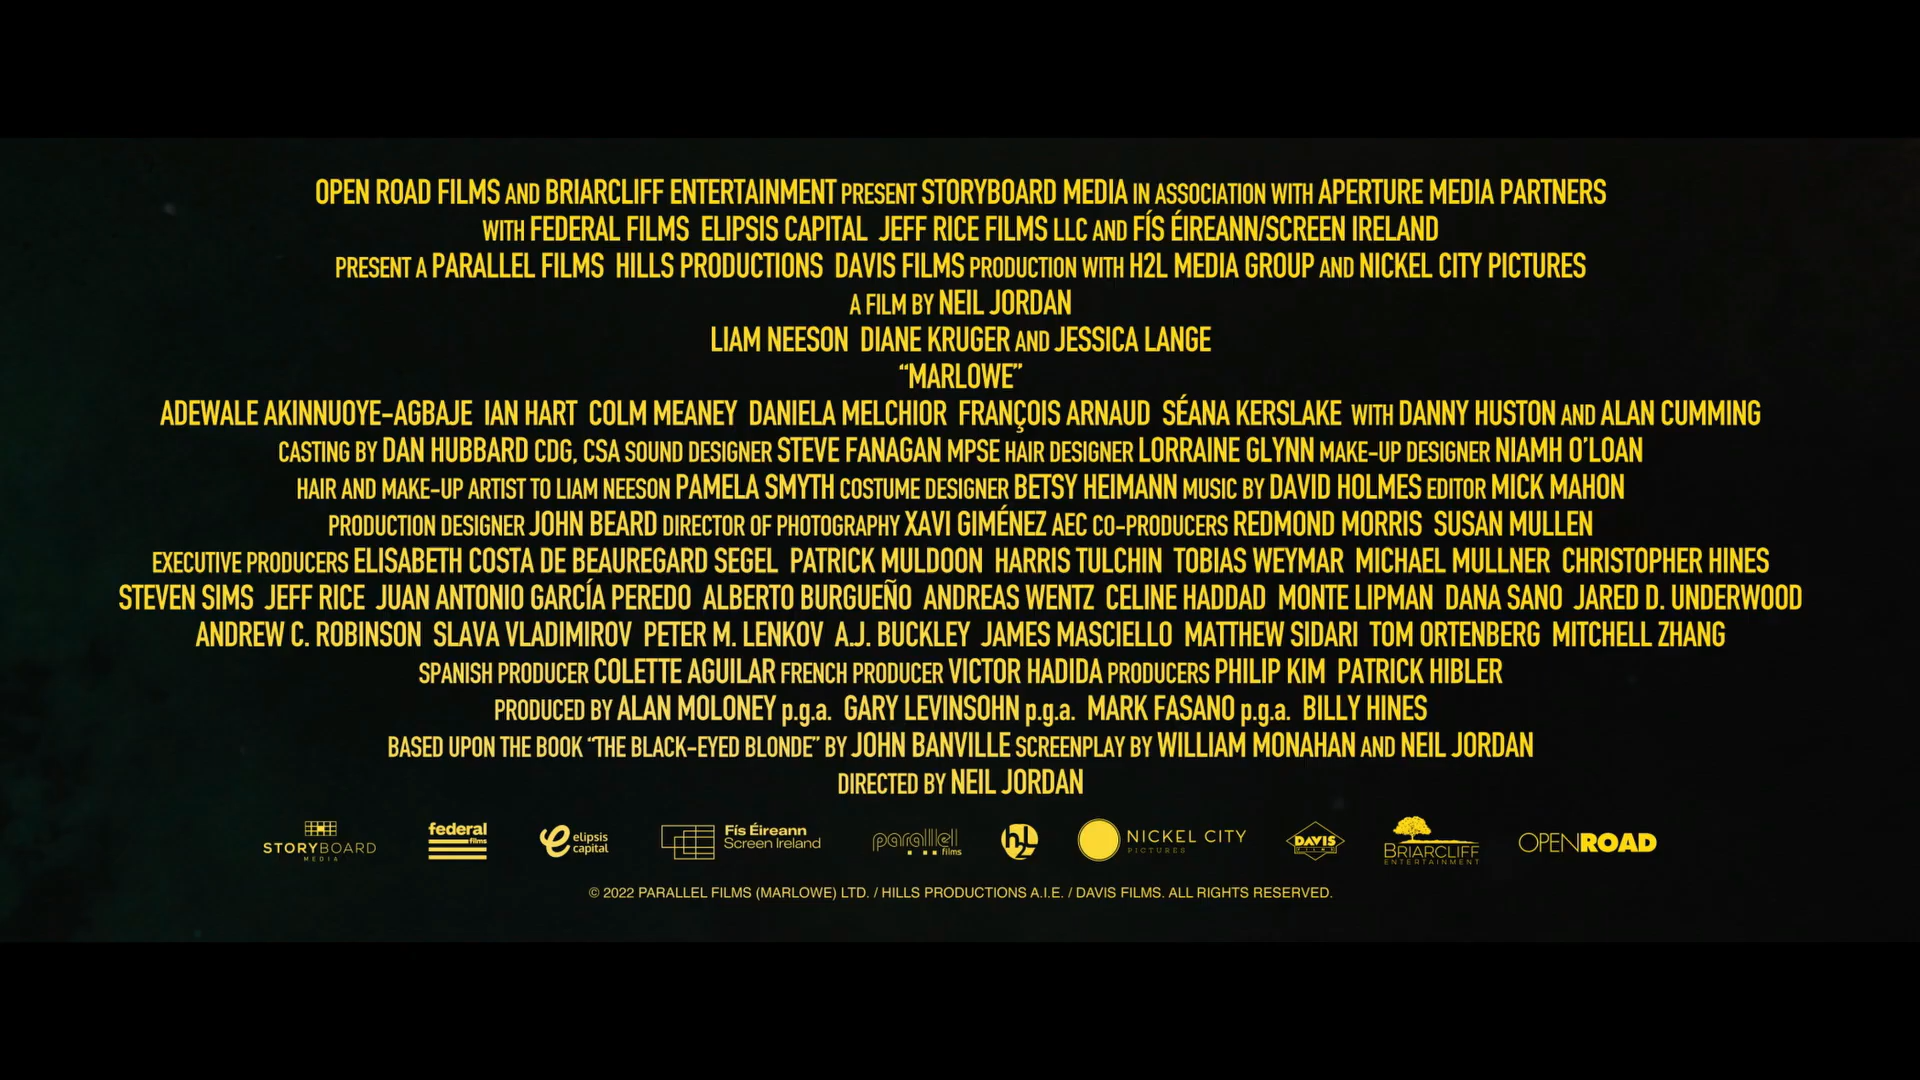 OPEN ROAD FILMS AND BRIARCLIFF ENTERTAINMENT PRESENT STORYBOARD MEDIA IN ASSOCIATION WITH APERTURE MEDIA PARTNERS
WITH FEDERAL FILMS ELIPSIS CAPITAL JEFF RICE FILMS LLC AND FÍS ÉIREANN/SCREEN IRELAND
PRESENT A PARALLEL FILMS HILLS PRODUCTIONS DAVIS FILMS PRODUCTION WITH H2L MEDIA GROUP AND NICKEL CITY PICTURES
A FILM BY NEIL JORDAN
LIAM NEESON DIANE KRUGER AND JESSICA LANGE
“MARLOWE”
ADEWALE AKINNUOYE-AGBAJE IAN HART COLM MEANEY DANIELA MELCHIOR FRANÇOIS ARNAUD SÉANA KERSLAKE WITH DANNY HUSTON AND ALAN CUMMING
CASTING BY DAN HUBBARD CDG, CSA SOUND DESIGNER STEVE FANAGAN MPSE HAIR DESIGNER LORRAINE GLYNN MAKE-UP DESIGNER NIAMH O’LOAN
HAIR AND MAKE-UP ARTIST TO LIAM NEESON PAMELA SMYTH COSTUME DESIGNER BETSY HEIMANN MUSIC BY DAVID HOLMES EDITOR MICK MAHON
PRODUCTION DESIGNER JOHN BEARD DIRECTOR OF PHOTOGRAPHY XAVI GIMÉNEZ AEC CO-PRODUCERS REDMOND MORRIS SUSAN MULLEN
EXECUTIVE PRODUCERS ELISABETH COSTA DE BEAUREGARD SEGEL PATRICK MULDOON HARRIS TULCHIN TOBIAS WEYMAR MICHAEL MULLNER CHRISTOPHER HINES
STEVEN SIMS JEFF RICE JUAN ANTONIO GARCÍA PEREDO ALBERTO BURGUEÑO ANDREAS WENTZ CELINE HADDAD MONTE LIPMAN DANA SANO JARED D. UNDERWOOD
ANDREW C. ROBINSON SLAVA VLADIMIROV PETER M. LENKOV A.J. BUCKLEY JAMES MASCIELLO MATTHEW SIDARI TOM ORTENBERG MITCHELL ZHANG
SPANISH PRODUCER COLETTE AGUILAR FRENCH PRODUCER VICTOR HADIDA PRODUCERS PHILIP KIM PATRICK HIBLER
PRODUCED BY ALAN MOLONEY p.g.a. GARY LEVINSOHN p.g.a. MARK FASANO p.g.a. BILLY HINES
BASED UPON THE BOOK “THE BLACK-EYED BLONDE” BY JOHN BANVILLE SCREENPLAY BY WILLIAM MONAHAN AND NEIL JORDAN
DIRECTED BY NEIL JORDAN
STORYBOARD MEDIA
federal films
elipsis capital
Fís Éireann
Screen Ireland
parallel films
h2L
NICKEL CITY PICTURES
DAVIS FILMS
BRIARCLIFF ENTERTAINMENT
OPENROAD
© 2022 PARALLEL FILMS (MARLOWE) LTD. / HILLS PRODUCTIONS A.I.E. / DAVIS FILMS. ALL RIGHTS RESERVED.